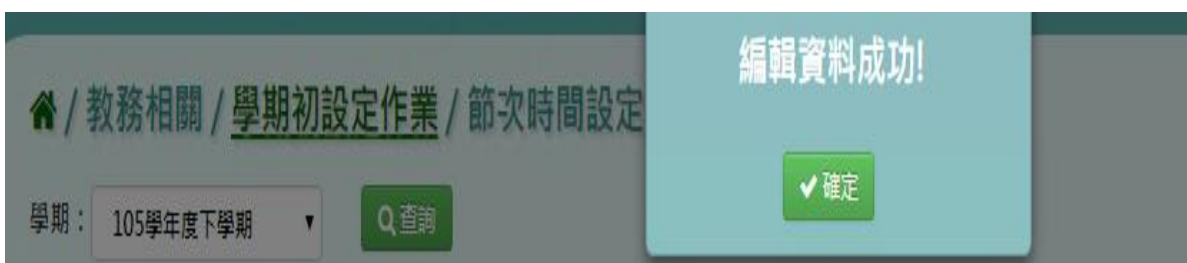 編輯資料成功!
/ 教務相關 / 學期初設定作業 / 節次時間設定
確定
學期： 105學年度下學期 查詢